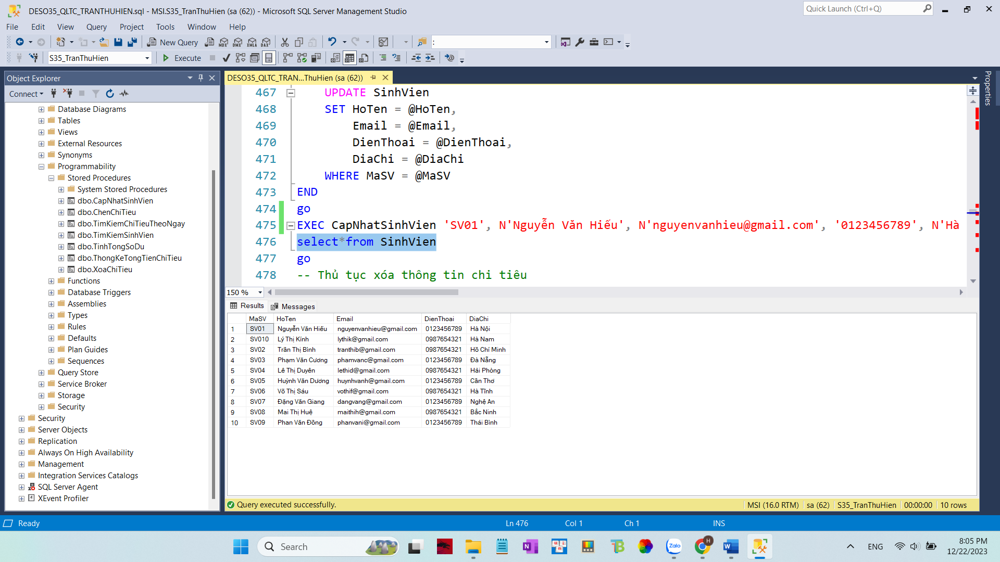 DESO35_QLTC_TRANTHUHIEN.sql - MSI.S35_TranThuHien (sa (62)) - Microsoft SQL Server Management Studio
Quick Launch (Ctrl+Q)
File Edit View Query Project Tools Window Help
New Query
MDX DMX XMLA DAX
:
S35_TranThuHien
Execute
Object Explorer
Connect
Database Diagrams
Tables
Views
External Resources
Synonyms
Programmability
Stored Procedures
System Stored Procedures
dbo.CapNhatSinhVien
dbo.ChenChiTieu
dbo.TimKiemChiTieuTheoNgay
dbo.TimKiemSinhVien
dbo.TinhTongSoDu
dbo.ThongKeTongTienChiTieu
dbo.XoaChiTieu
Functions
Database Triggers
Assemblies
Types
Rules
Defaults
Plan Guides
Sequences
Query Store
Service Broker
Storage
Security
Security
Server Objects
Replication
Always On High Availability
Management
Integration Services Catalogs
SQL Server Agent
XEvent Profiler
DESO35_QLTC_TRAN...ThuHien (sa (62))
Properties
467 UPDATE SinhVien
468 SET HoTen = @HoTen,
469 Email = @Email,
470 DienThoai = @DienThoai,
471 DiaChi = @DiaChi
472 WHERE MaSV = @MaSV
473 END
474 go
475 EXEC CapNhatSinhVien 'SV01', N'Nguyễn Văn Hiếu', N'nguyenvanhieu@gmail.com', '0123456789', N'Hà
476 select*from SinhVien
477 go
478 -- Thủ tục xóa thông tin chi tiêu
150 %
Results Messages
MaSV HoTen Email DienThoai DiaChi
1 SV01 Nguyễn Văn Hiếu nguyenvanhieu@gmail.com 0123456789 Hà Nội
2 SV010 Lý Thị Kính lythik@gmail.com 0987654321 Hà Nam
3 SV02 Trần Thị Bình tranthib@gmail.com 0987654321 Hồ Chí Minh
4 SV03 Phạm Văn Cương phamvanc@gmail.com 0123456789 Đà Nẵng
5 SV04 Lê Thị Duyên lethid@gmail.com 0987654321 Hải Phòng
6 SV05 Huỳnh Văn Dương huynhvanh@gmail.com 0123456789 Cần Thơ
7 SV06 Võ Thị Sáu vothif@gmail.com 0987654321 Hà Tĩnh
8 SV07 Đặng Văn Giang dangvang@gmail.com 0123456789 Nghệ An
9 SV08 Mai Thị Huệ maithih@gmail.com 0987654321 Bắc Ninh
10 SV09 Phan Văn Đồng phanvani@gmail.com 0123456789 Thái Bình
Query executed successfully.
MSI (16.0 RTM) sa (62) S35_TranThuHien 00:00:00 10 rows
Ready
Ln 476 Col 1 Ch 1 INS
Search
Zalo
H
ENG
8:05 PM
12/22/2023